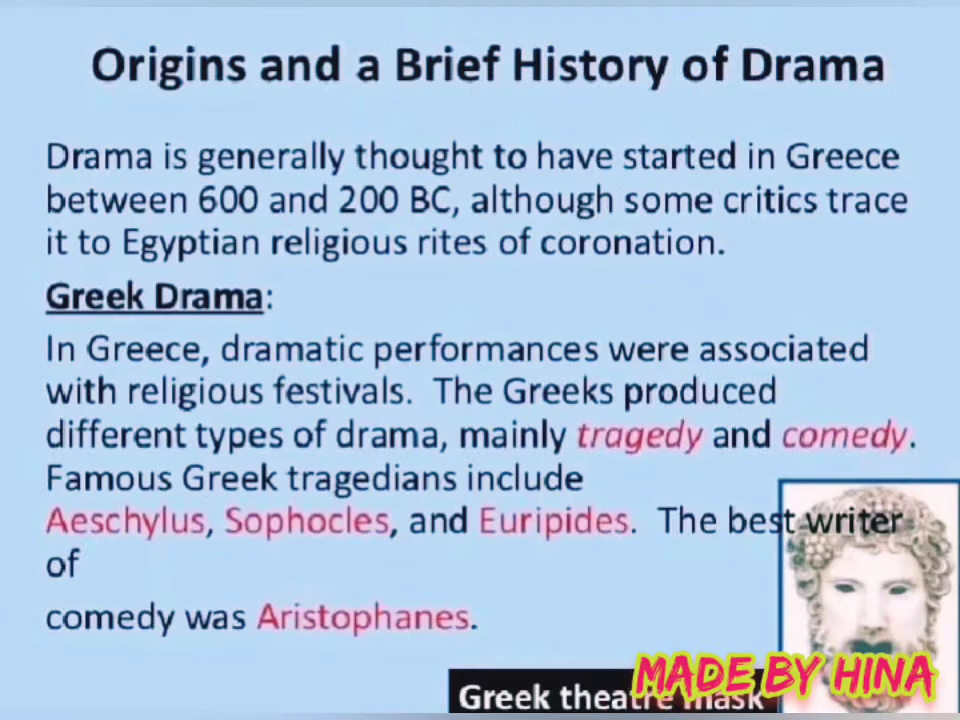 Origins and a Brief History of Drama
Drama is generally thought to have started in Greece
between 600 and 200 BC, although some critics trace
it to Egyptian religious rites of coronation.
Greek Drama:
In Greece, dramatic performances were associated
with religious festivals. The Greeks produced
different types of drama, mainly tragedy and comedy.
Famous Greek tragedians include
Aeschylus, Sophocles, and Euripides. The best writer
of
comedy was Aristophanes.
Greek theatre mask
MADE BY HINA